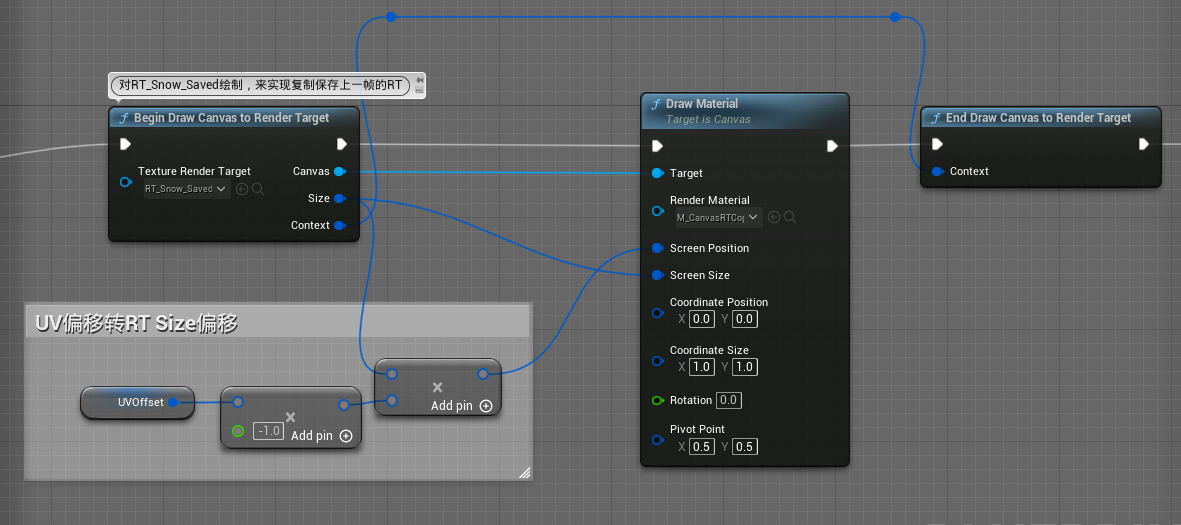 对RT_Snow_Saved绘制，来实现复制保存上一帧的RT
Begin Draw Canvas to Render Target
Texture Render Target
RT_Snow_Saved
Canvas
Size
Context
Draw Material
Target is Canvas
Target
Render Material
M_CanvasRTCo
Screen Position
Screen Size
Coordinate Position
X 0.0 Y 0.0
Coordinate Size
X 1.0 Y 1.0
Rotation 0.0
Pivot Point
X 0.5 Y 0.5
End Draw Canvas to Render Target
Context
UV偏移转RT Size偏移
UVOffset
-1.0
Add pin
Add pin